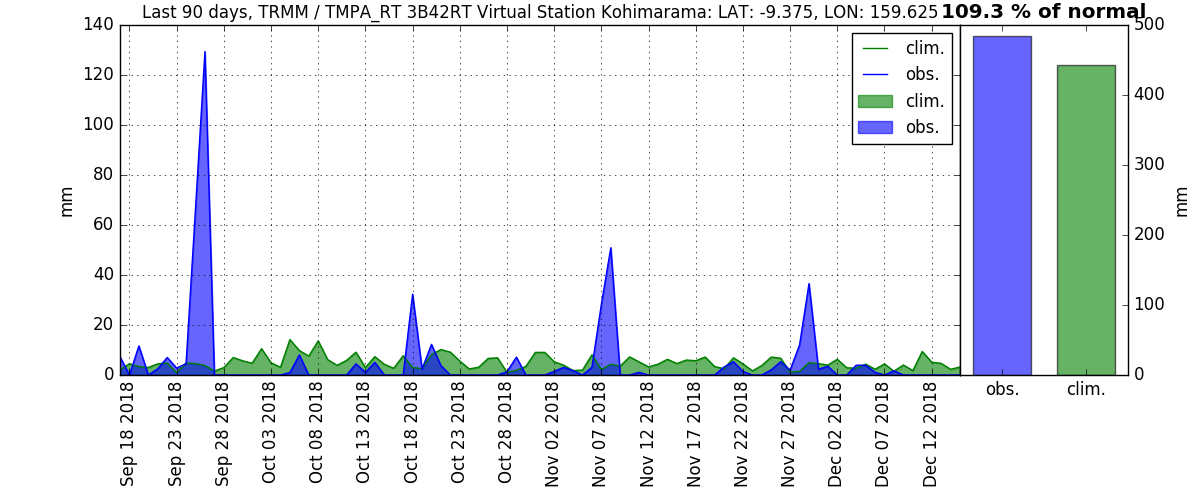 Last 90 days, TRMM / TMPA_RT 3B42RT Virtual Station Kohimarama: LAT: -9.375, LON: 159.625
109.3 % of normal
140
120
100
80
60
40
20
0
mm
clim.
obs.
clim.
obs.
Sep 18 2018
Sep 23 2018
Sep 28 2018
Oct 03 2018
Oct 08 2018
Oct 13 2018
Oct 18 2018
Oct 23 2018
Oct 28 2018
Nov 02 2018
Nov 07 2018
Nov 12 2018
Nov 17 2018
Nov 22 2018
Nov 27 2018
Dec 02 2018
Dec 07 2018
Dec 12 2018
500
400
300
200
100
0
mm
obs.
clim.